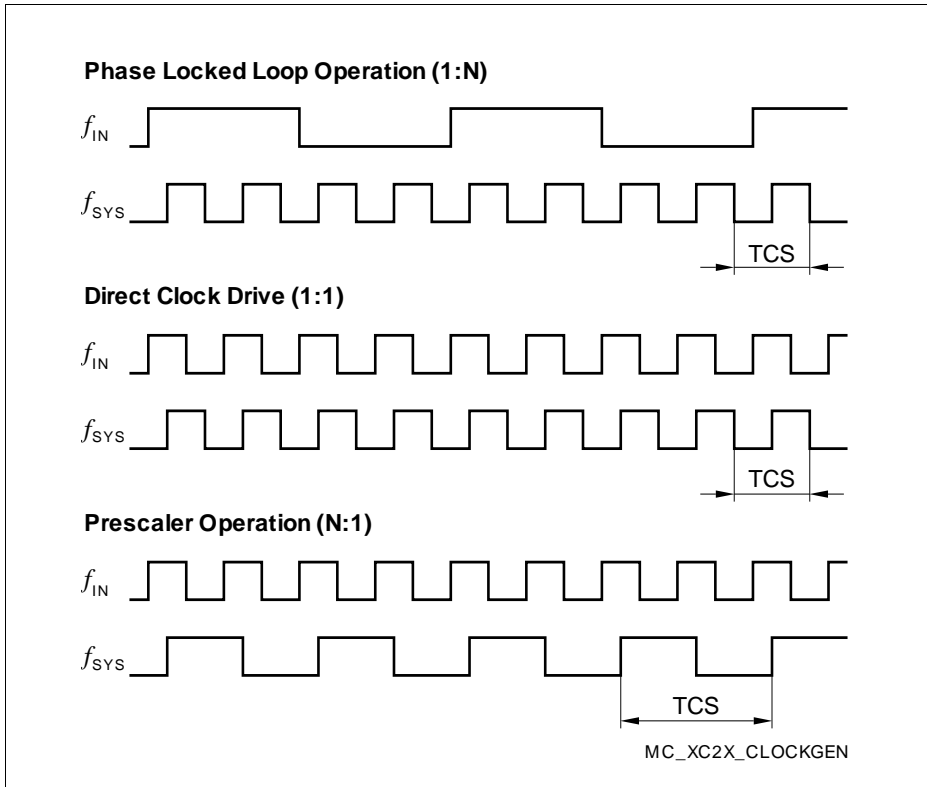 Phase Locked Loop Operation (1:N)
fIN
fSYS
TCS
Direct Clock Drive (1:1)
fIN
fSYS
TCS
Prescaler Operation (N:1)
fIN
fSYS
TCS
MC_XC2X_CLOCKGEN